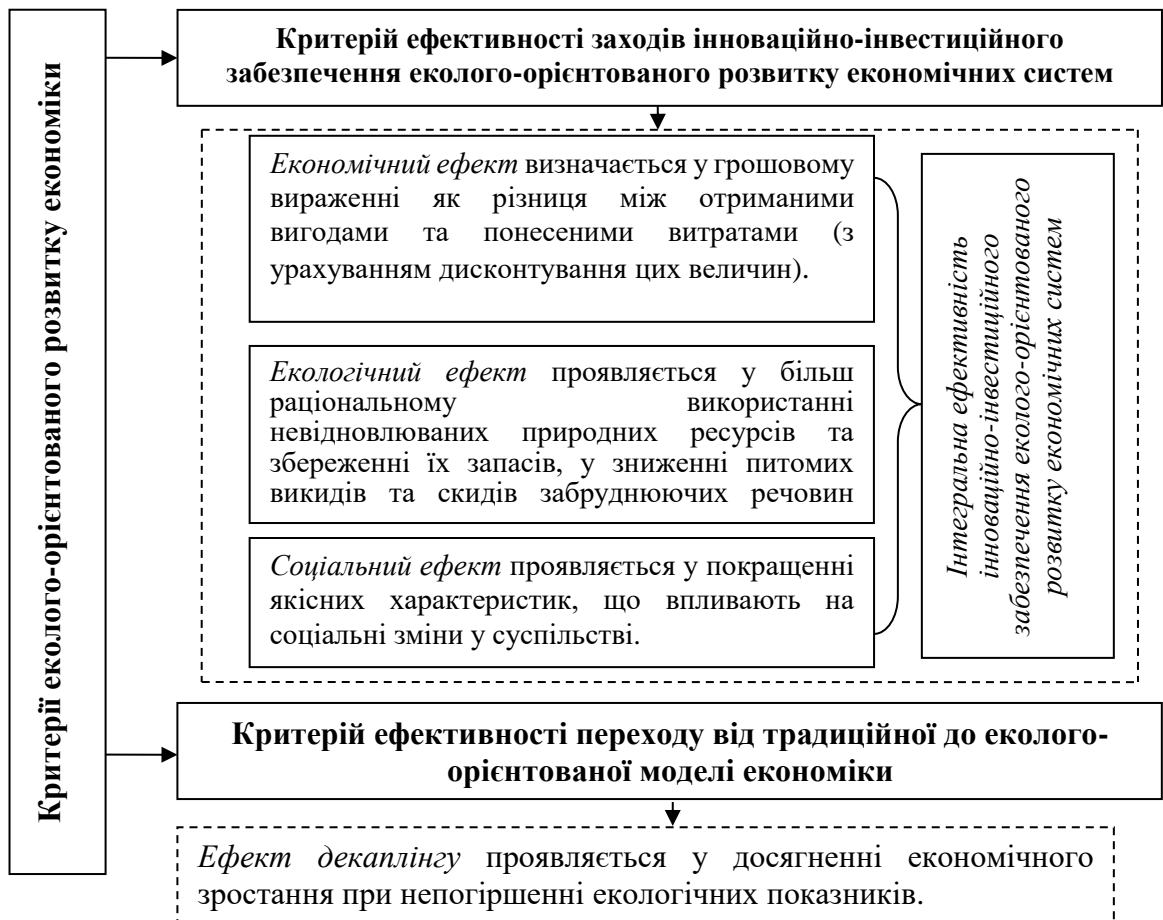 Критерії еколого-орієнтованого розвитку економіки
Критерій ефективності заходів інноваційно-інвестиційного
забезпечення еколого-орієнтованого розвитку економічних систем
Економічний ефект визначається у грошовому
вираженні як різниця між отриманими
вигодами та понесеними витратами (з
урахуванням дисконтування цих величин).
Екологічний ефект проявляється у більш
раціональному використанні
невідновлюваних природних ресурсів та
збереженні їх запасів, у зниженні питомих
викидів та скидів забруднюючих речовин
Соціальний ефект проявляється у покращенні
якісних характеристик, що впливають на
соціальні зміни у суспільстві.
Інтегральна ефективність
інноваційно-інвестиційного
забезпечення еколого-орієнтованого
розвитку економічних систем
Критерій ефективності переходу від традиційної до еколого-
орієнтованої моделі економіки
Ефект декаплінгу проявляється у досягненні економічного
зростання при непогіршенні екологічних показників.